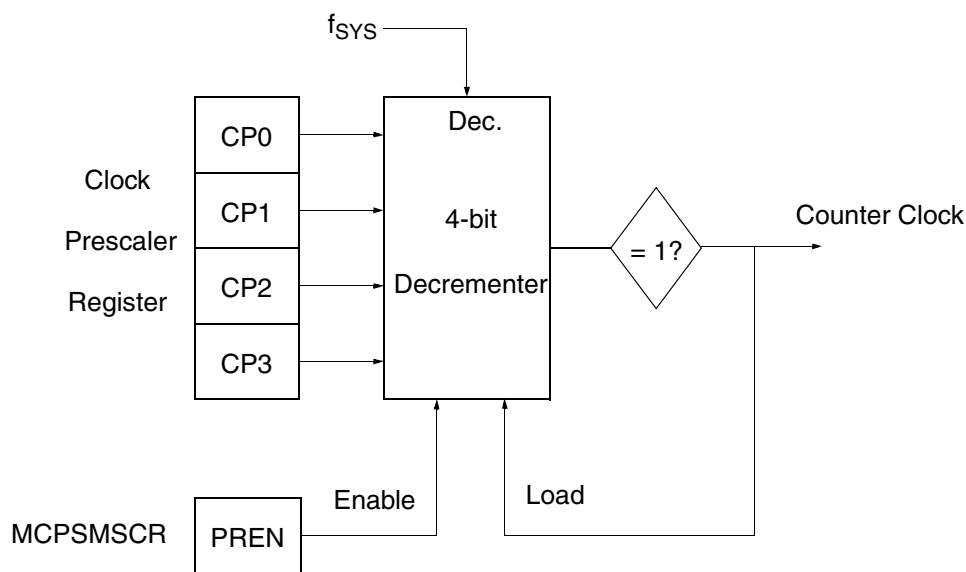 fSYS
CP0
CP1
CP2
CP3
Clock
Prescaler
Register
Dec.
4-bit
Decrementer
= 1?
Counter Clock
Enable
Load
MCPSMSCR
PREN